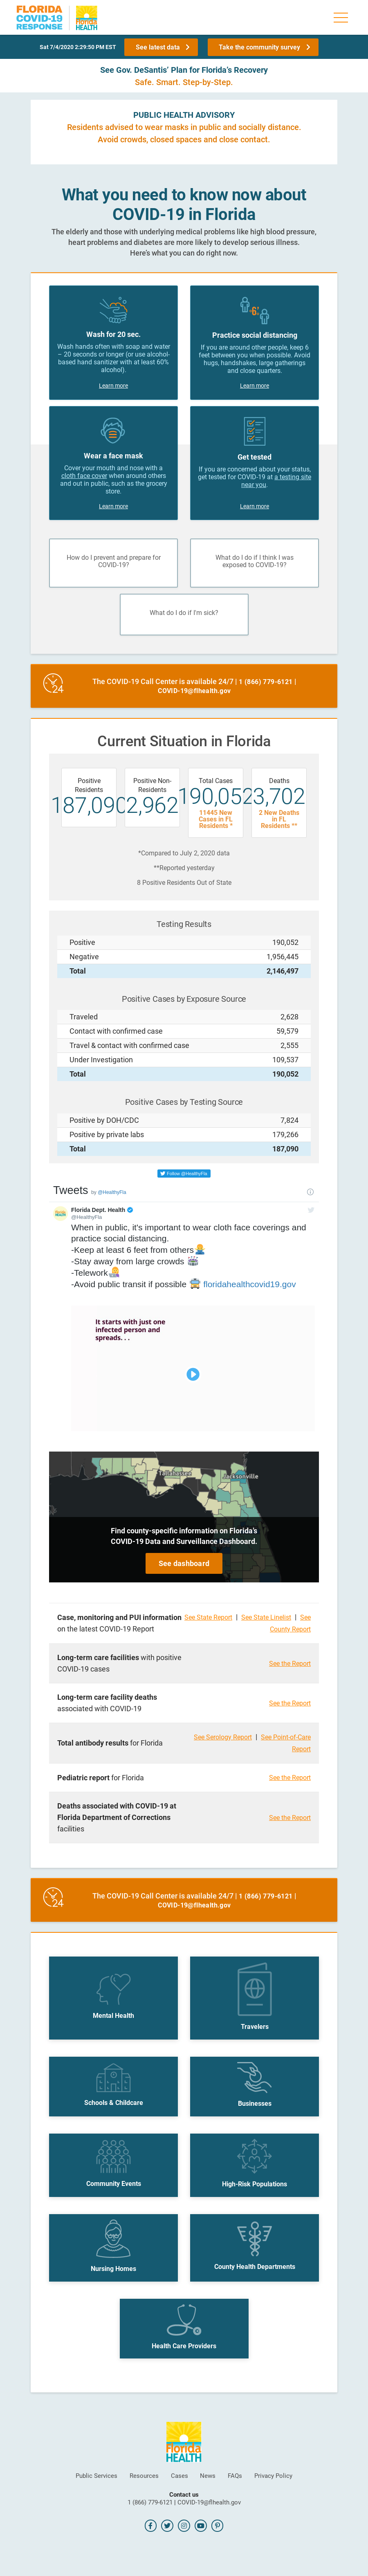 FLORIDA
COVID-19
RESPONSE
Florida
HEALTH
Sat 7/4/2020 2:29:50 PM EST
See latest data
Take the community survey
See Gov. DeSantis' Plan for Florida's Recovery
Safe. Smart. Step-by-Step.
PUBLIC HEALTH ADVISORY
Residents advised to wear masks in public and socially distance.
Avoid crowds, closed spaces and close contact.
What you need to know now about
COVID-19 in Florida
The elderly and those with underlying medical problems like high blood pressure,
heart problems and diabetes are more likely to develop serious illness.
Here's what you can do right now.
Wash for 20 sec.
Wash hands often with soap and water
– 20 seconds or longer (or use alcohol-
based hand sanitizer with at least 60%
alcohol).
Learn more
6
Practice social distancing
If you are around other people, keep 6
feet between you when possible. Avoid
hugs, handshakes, large gatherings
and close quarters.
Learn more
Wear a face mask
Cover your mouth and nose with a
cloth face cover when around others
and out in public, such as the grocery
store.
Learn more
Get tested
If you are concerned about your status,
get tested for COVID-19 at a testing site
near you.
Learn more
How do I prevent and prepare for
COVID-19?
What do I do if I think I was
exposed to COVID-19?
What do I do if I'm sick?
24
The COVID-19 Call Center is available 24/7 | 1 (866) 779-6121 |
COVID-19@flhealth.gov
Current Situation in Florida
Positive
Residents
187,090
Positive Non-
Residents
2,962
Total Cases
190,052
11445 New
Cases in FL
Residents *
Deaths
3,702
2 New Deaths
in FL
Residents **
*Compared to July 2, 2020 data
**Reported yesterday
8 Positive Residents Out of State
Testing Results
Positive 190,052
Negative 1,956,445
Total 2,146,497
Positive Cases by Exposure Source
Traveled 2,628
Contact with confirmed case 59,579
Travel & contact with confirmed case 2,555
Under Investigation 109,537
Total 190,052
Positive Cases by Testing Source
Positive by DOH/CDC 7,824
Positive by private labs 179,266
Total 187,090
Follow @HealthyFla
Tweets by @HealthyFla
Florida Dept. Health
@HealthyFla
When in public, it's important to wear cloth face coverings and
practice social distancing.
-Keep at least 6 feet from others
-Stay away from large crowds
-Telework
-Avoid public transit if possible floridahealthcovid19.gov
It starts with just one
infected person and
spreads. . .
Tallahassee
Jacksonville
Find county-specific information on Florida's
COVID-19 Data and Surveillance Dashboard.
See dashboard
Case, monitoring and PUI information
on the latest COVID-19 Report
See State Report | See State Linelist | See
County Report
Long-term care facilities with positive
COVID-19 cases
See the Report
Long-term care facility deaths
associated with COVID-19
See the Report
Total antibody results for Florida
See Serology Report | See Point-of-Care
Report
Pediatric report for Florida
See the Report
Deaths associated with COVID-19 at
Florida Department of Corrections
facilities
See the Report
24
The COVID-19 Call Center is available 24/7 | 1 (866) 779-6121 |
COVID-19@flhealth.gov
Mental Health
Travelers
Schools & Childcare
Businesses
Community Events
High-Risk Populations
Nursing Homes
County Health Departments
Health Care Providers
Florida
HEALTH
Public Services
Resources
Cases
News
FAQs
Privacy Policy
Contact us
1 (866) 779-6121 | COVID-19@flhealth.gov